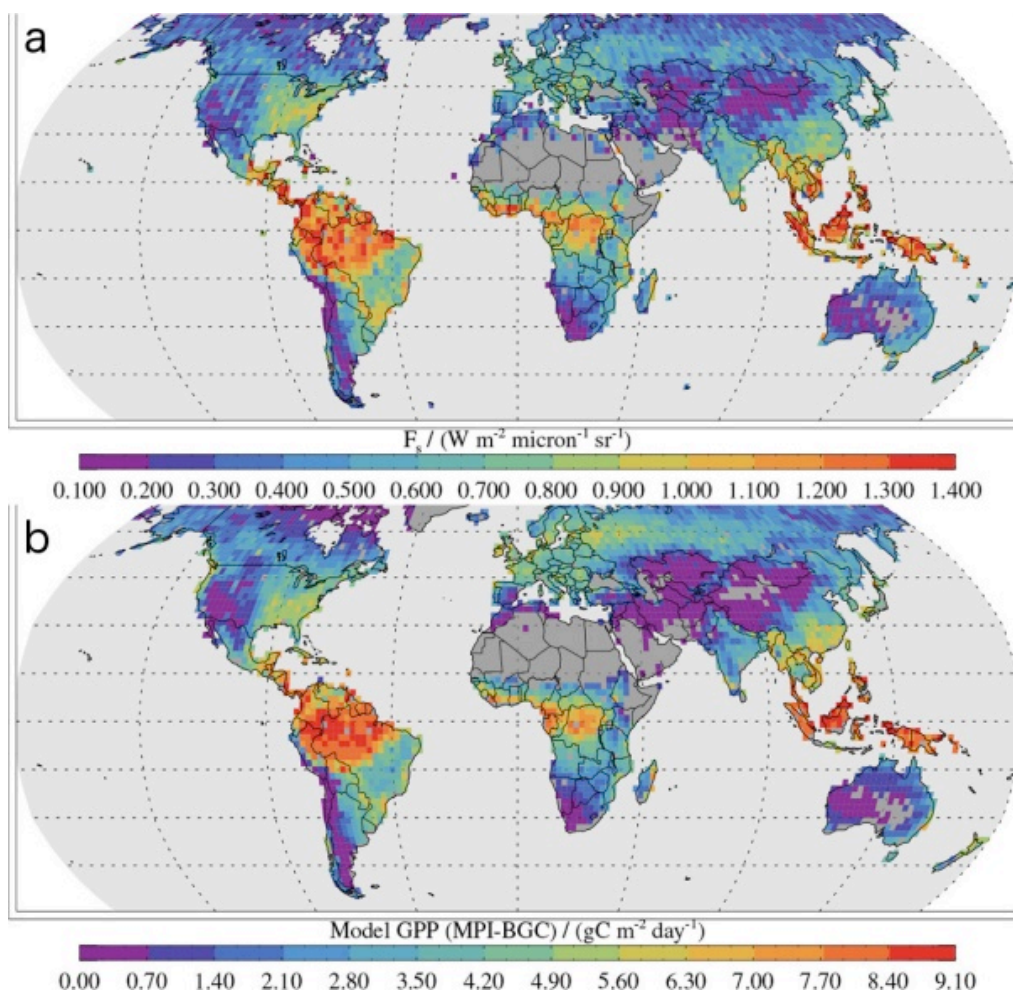 a
Fs / (W m-2 micron-1 sr-1)
0.100 0.200 0.300 0.400 0.500 0.600 0.700 0.800 0.900 1.000 1.100 1.200 1.300 1.400
b
Model GPP (MPI-BGC) / (gC m-2 day-1)
0.00 0.70 1.40 2.10 2.80 3.50 4.20 4.90 5.60 6.30 7.00 7.70 8.40 9.10